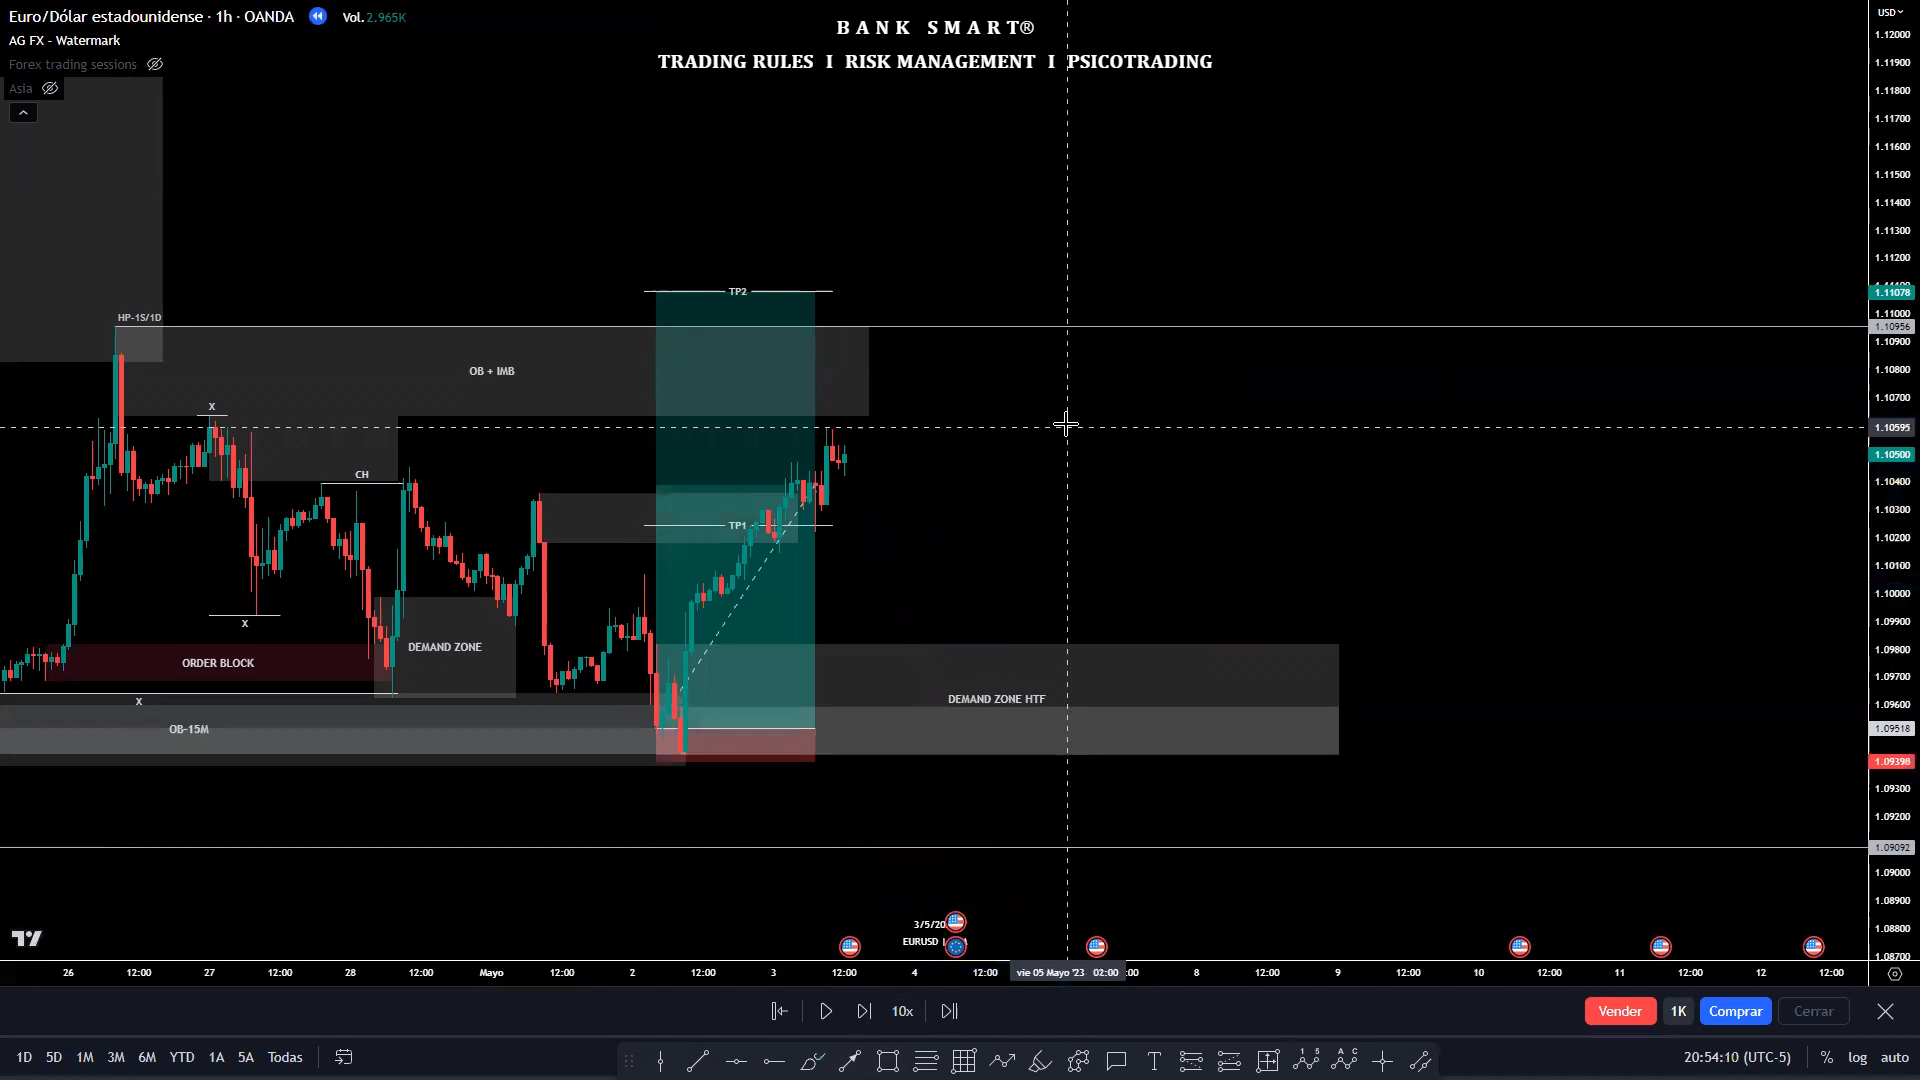 Euro/Dólar estadounidense · 1h · OANDA Vol. 2.965K
AG FX - Watermark
Forex trading sessions
Asia
BANK SMART®
TRADING RULES I RISK MANAGEMENT I PSICOTRADING
USD
1.12000
1.11900
1.11800
1.11700
1.11600
1.11500
1.11400
1.11300
1.11200
1.11078
1.11000
1.10956
1.10900
1.10800
1.10700
1.10595
1.10500
1.10400
1.10300
1.10200
1.10100
1.10000
1.09900
1.09800
1.09700
1.09600
1.09518
1.09398
1.09300
1.09200
1.09092
1.09000
1.08900
1.08800
1.08700
TP2
HP-1S/1D
OB + IMB
X
CH
TP1
X
DEMAND ZONE
ORDER BLOCK
X
DEMAND ZONE HTF
OB-15M
3/5/20
EURUSD
26 12:00 27 12:00 28 12:00 Mayo 12:00 2 12:00 3 12:00 4 12:00 vie 05 Mayo '23 02:00 :00 8 12:00 9 12:00 10 12:00 11 12:00 12 12:00
10x
Vender 1K Comprar Cerrar
1D 5D 1M 3M 6M YTD 1A 5A Todas
20:54:10 (UTC-5) % log auto